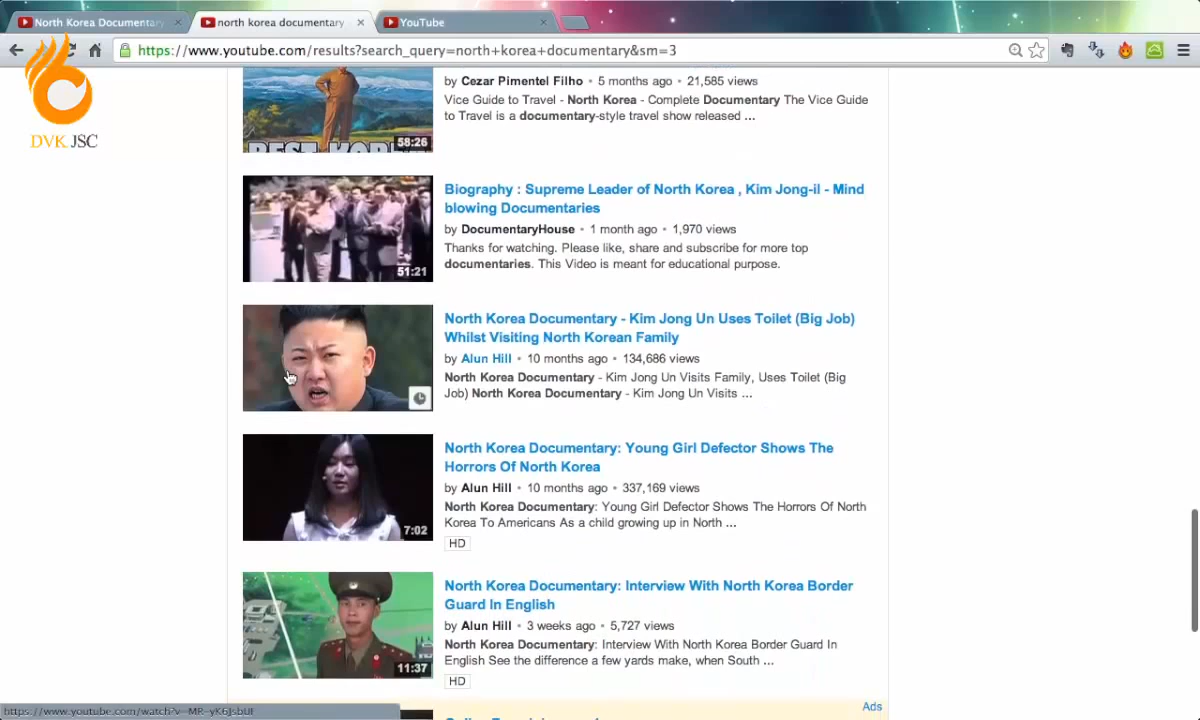 North Korea Documentary
north korea documentary
YouTube
https://www.youtube.com/results?search_query=north+korea+documentary&sm=3
DVK JSC
by Cezar Pimentel Filho • 5 months ago • 21,585 views
Vice Guide to Travel - North Korea - Complete Documentary The Vice Guide
to Travel is a documentary-style travel show released ...
58:26
Biography : Supreme Leader of North Korea , Kim Jong-il - Mind
blowing Documentaries
by DocumentaryHouse • 1 month ago • 1,970 views
Thanks for watching. Please like, share and subscribe for more top
documentaries. This Video is meant for educational purpose.
51:21
North Korea Documentary - Kim Jong Un Uses Toilet (Big Job)
Whilst Visiting North Korean Family
by Alun Hill • 10 months ago • 134,686 views
North Korea Documentary - Kim Jong Un Visits Family, Uses Toilet (Big
Job) North Korea Documentary - Kim Jong Un Visits ...
North Korea Documentary: Young Girl Defector Shows The
Horrors Of North Korea
by Alun Hill • 10 months ago • 337,169 views
North Korea Documentary: Young Girl Defector Shows The Horrors Of North
Korea To Americans As a child growing up in North ...
7:02
HD
North Korea Documentary: Interview With North Korea Border
Guard In English
by Alun Hill • 3 weeks ago • 5,727 views
North Korea Documentary: Interview With North Korea Border Guard In
English See the difference a few yards make, when South ...
11:37
HD
Ads